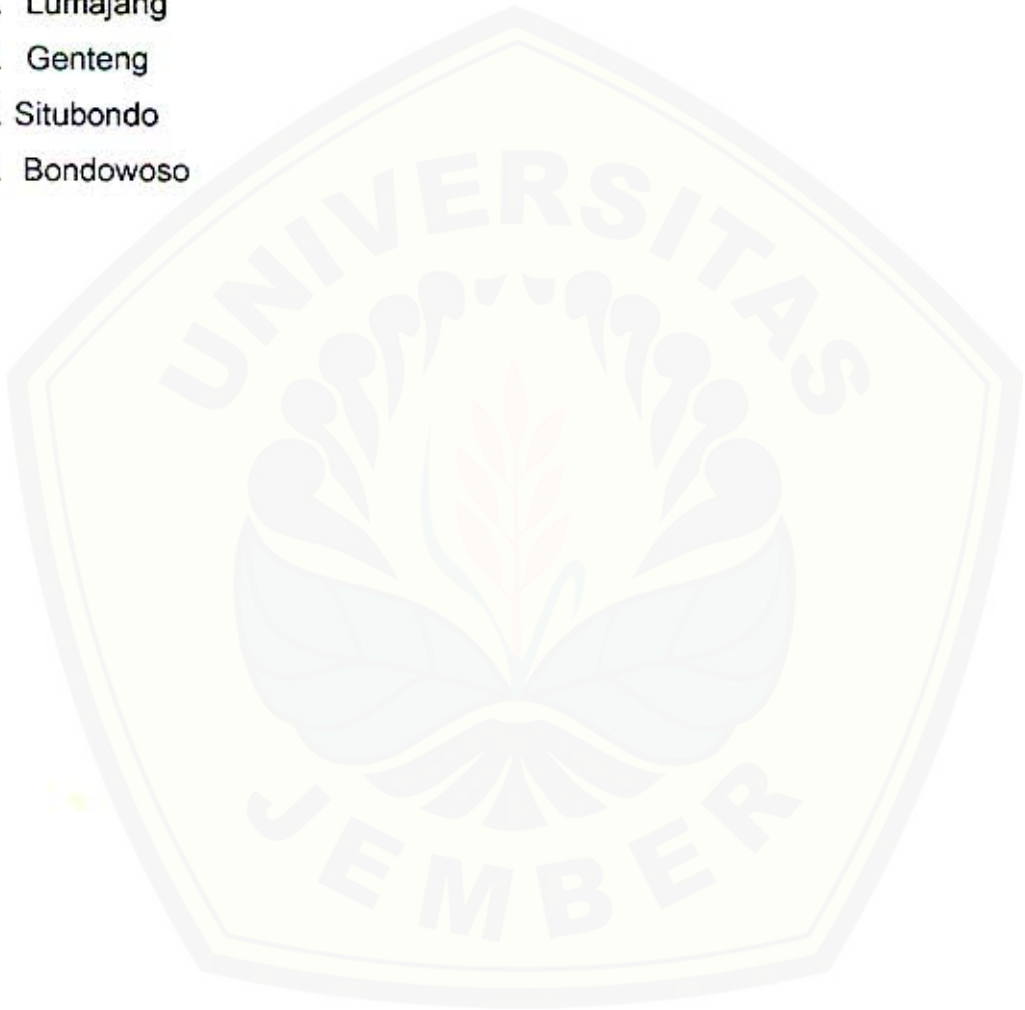 . Lumajang
. Genteng
. Situbondo
. Bondowoso
UNIVERSITAS
JEMBER